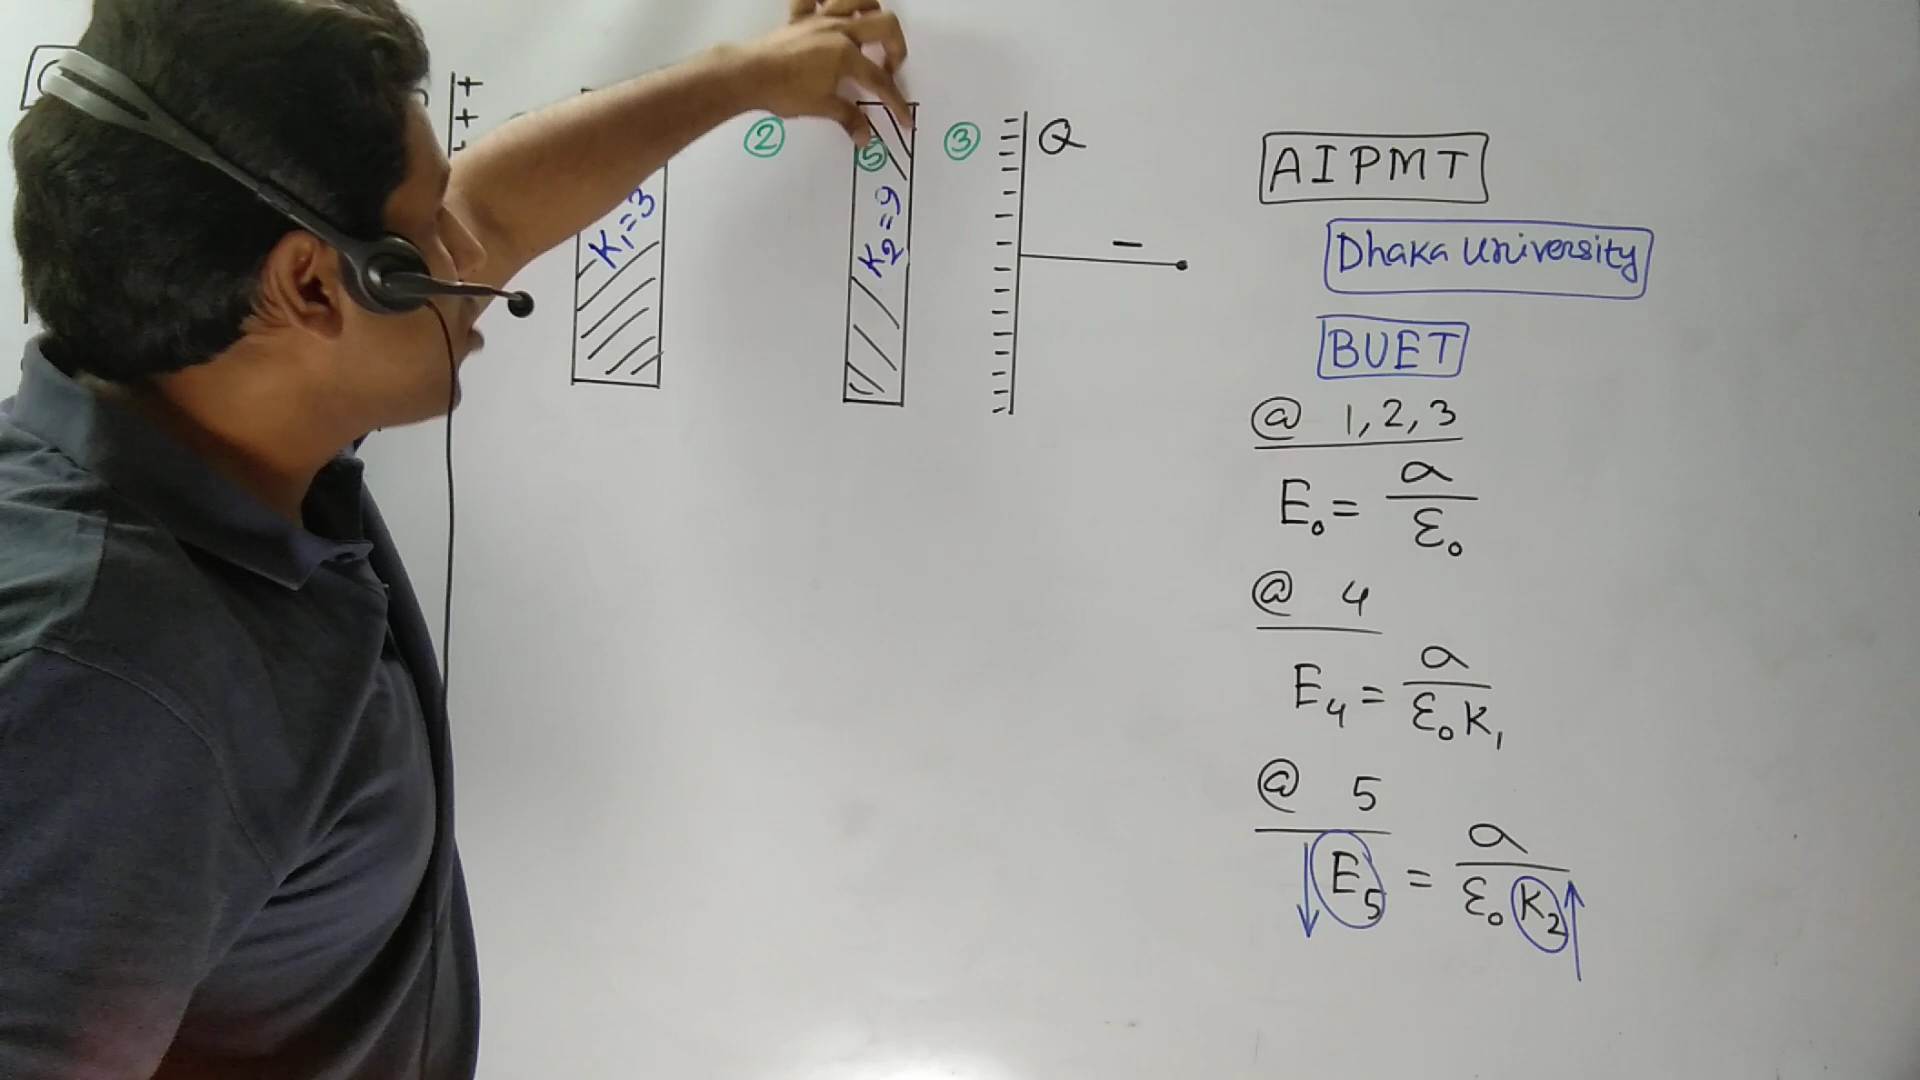 + +
+
② ⑤ ③ Q
K₁=3
K₂=9
−
AIPMT
Dhaka University
BUET
@ 1,2,3
E₀ = σ/ε₀
@ 4
E₄ = σ/ε₀K₁
@ 5
↓E₅ = σ/ε₀K₂↑